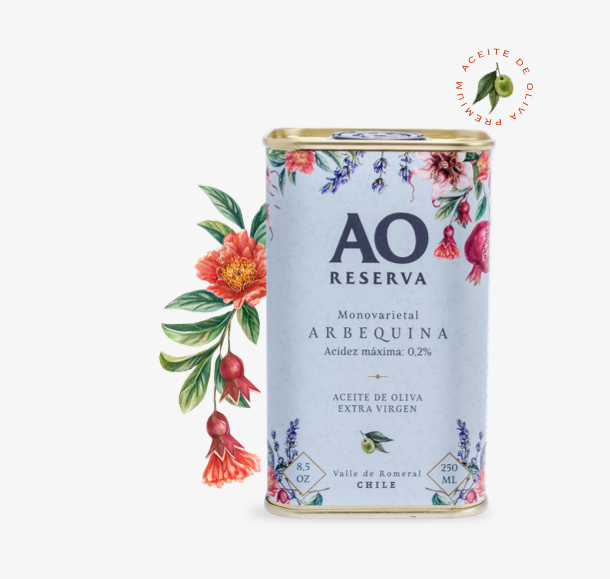 ACEITE DE OLIVA PREMIUM
AO
RESERVA
Monovarietal
ARBEQUINA
Acidez máxima: 0,2%
ACEITE DE OLIVA
EXTRA VIRGEN
8.5
OZ
Valle de Romeral
CHILE
250
ML